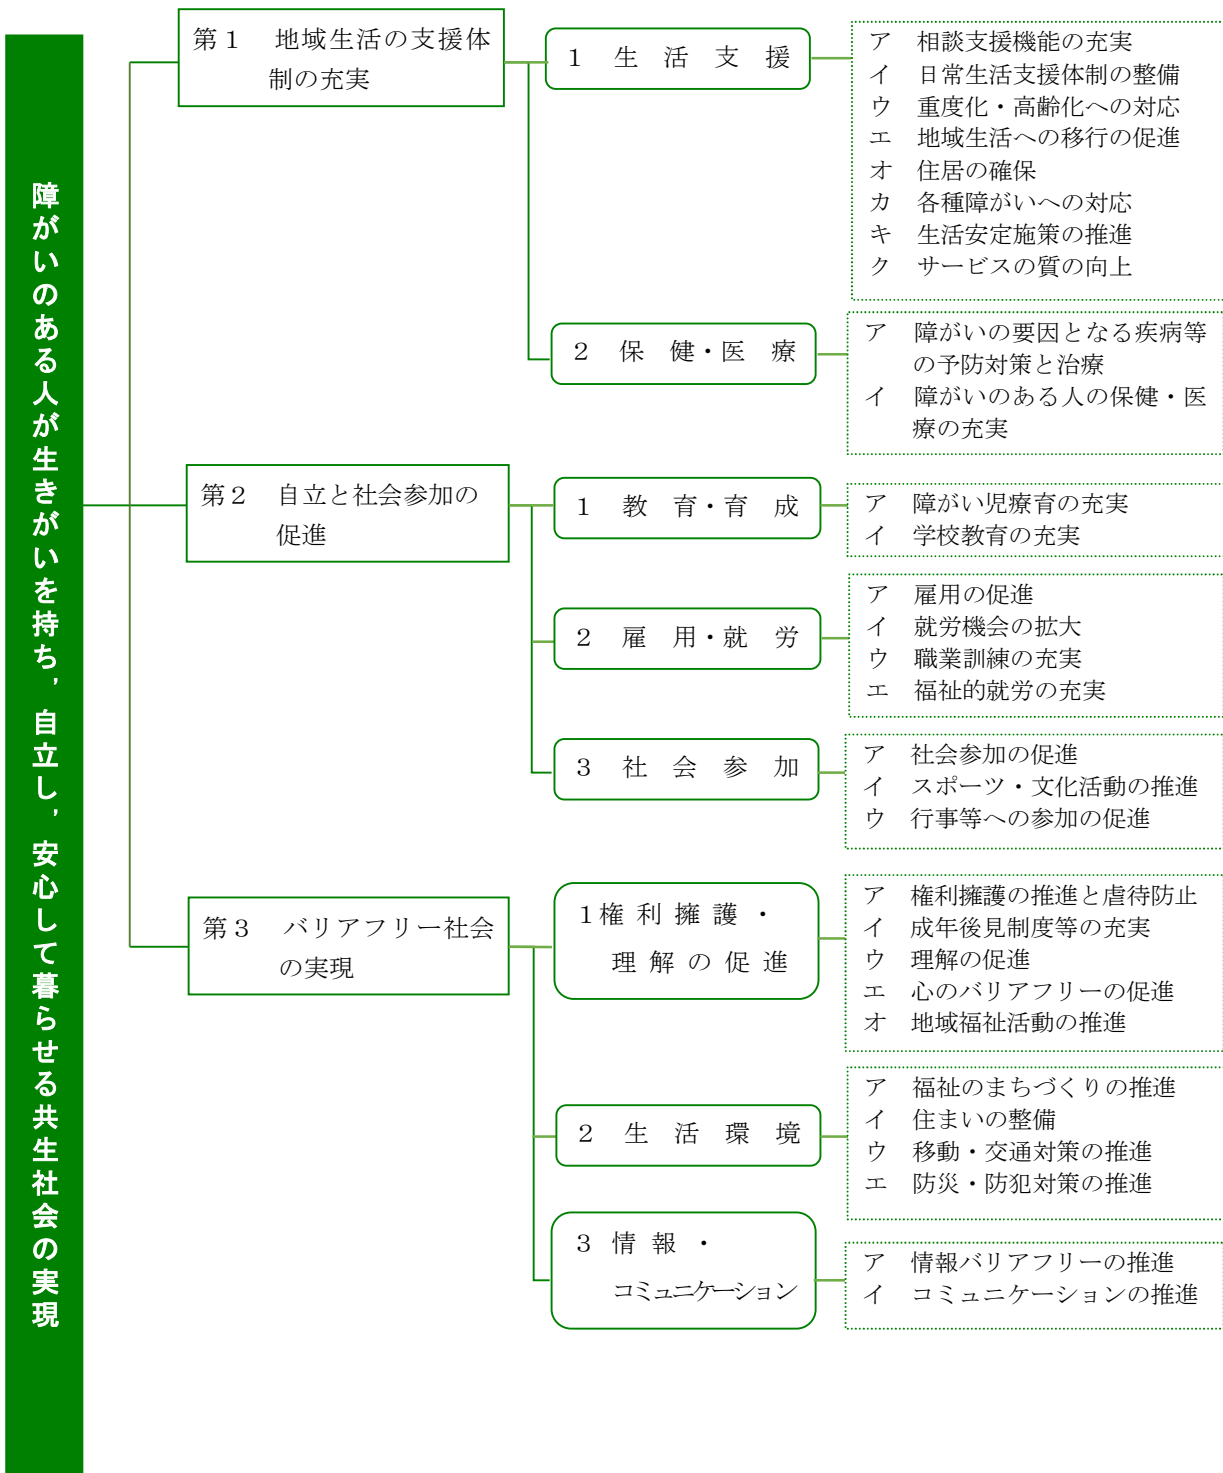 障がいのある人が生きがいを持ち，自立し，安心して暮らせる共生社会の実現
第１　地域生活の支援体
制の充実
１　生　活　支　援
ア　相談支援機能の充実
イ　日常生活支援体制の整備
ウ　重度化・高齢化への対応
エ　地域生活への移行の促進
オ　住居の確保
カ　各種障がいへの対応
キ　生活安定施策の推進
ク　サービスの質の向上
２　保　健・医　療
ア　障がいの要因となる疾病等
の予防対策と治療
イ　障がいのある人の保健・医
療の充実
第２　自立と社会参加の
促進
１　教　育・育　成
ア　障がい児療育の充実
イ　学校教育の充実
２　雇　用・就　労
ア　雇用の促進
イ　就労機会の拡大
ウ　職業訓練の充実
エ　福祉的就労の充実
３　社　会　参　加
ア　社会参加の促進
イ　スポーツ・文化活動の推進
ウ　行事等への参加の促進
第３　バリアフリー社会
の実現
１権 利 擁 護 ・
理 解 の 促 進
ア　権利擁護の推進と虐待防止
イ　成年後見制度等の充実
ウ　理解の促進
エ　心のバリアフリーの促進
オ　地域福祉活動の推進
２　生　活　環　境
ア　福祉のまちづくりの推進
イ　住まいの整備
ウ　移動・交通対策の推進
エ　防災・防犯対策の推進
３ 情 報 ・
コミュニケーション
ア　情報バリアフリーの推進
イ　コミュニケーションの推進